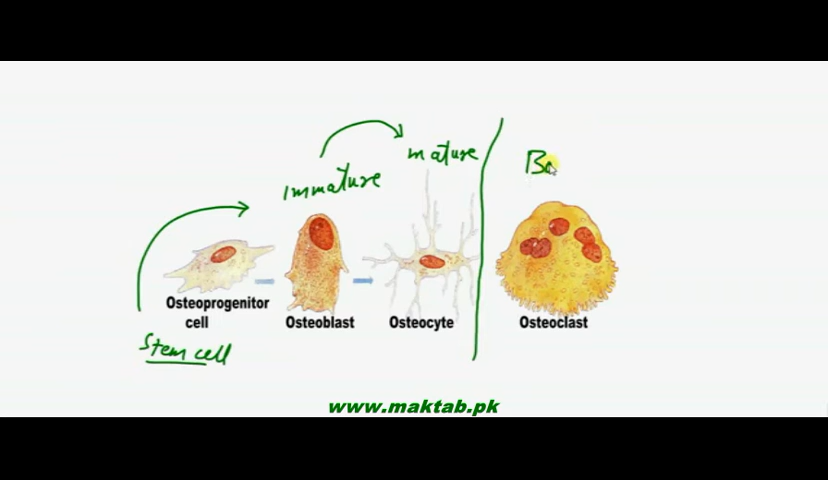 mature
Immature
Osteoprogenitor
cell
Osteoblast
Osteocyte
Osteoclast
Stem cell
www.maktab.pk